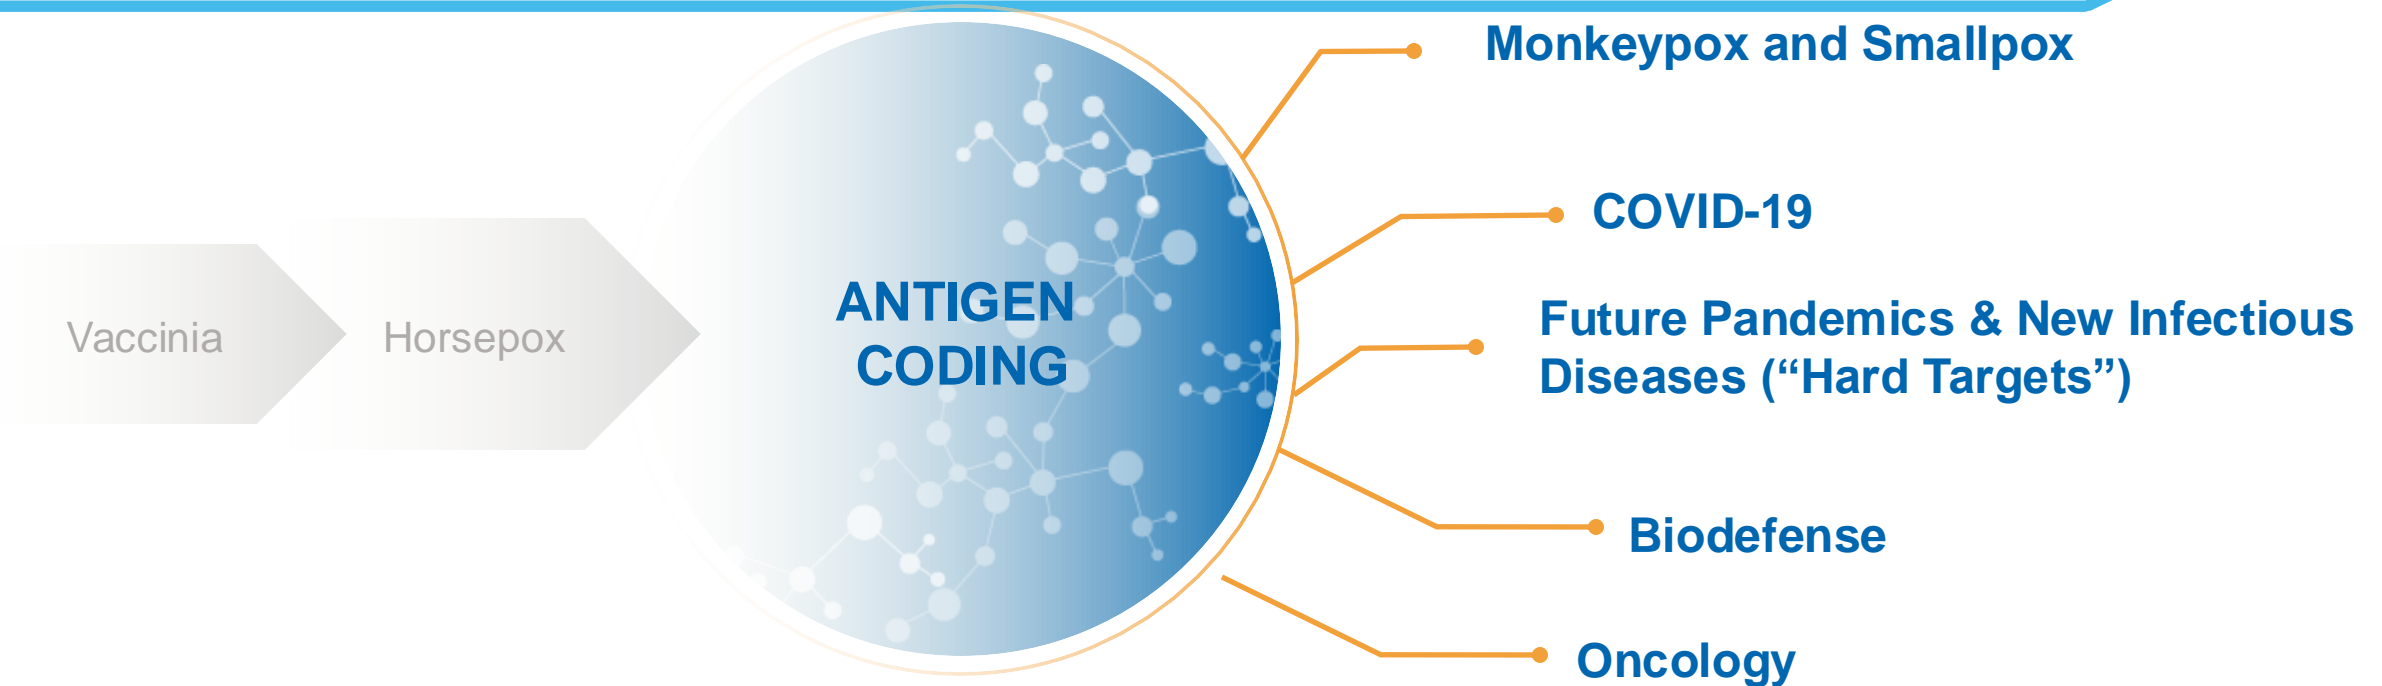 Monkeypox and Smallpox
COVID-19
Vaccinia
Horsepox
ANTIGEN
CODING
Future Pandemics & New Infectious
Diseases (“Hard Targets”)
Biodefense
Oncology